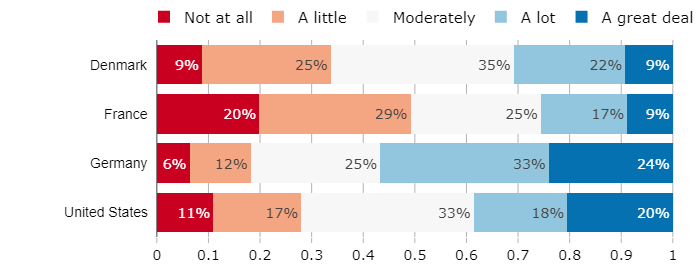 Not at all A little Moderately A lot A great deal
Denmark 9% 25% 35% 22% 9%
France 20% 29% 25% 17% 9%
Germany 6% 12% 25% 33% 24%
United States 11% 17% 33% 18% 20%
0 0.1 0.2 0.3 0.4 0.5 0.6 0.7 0.8 0.9 1